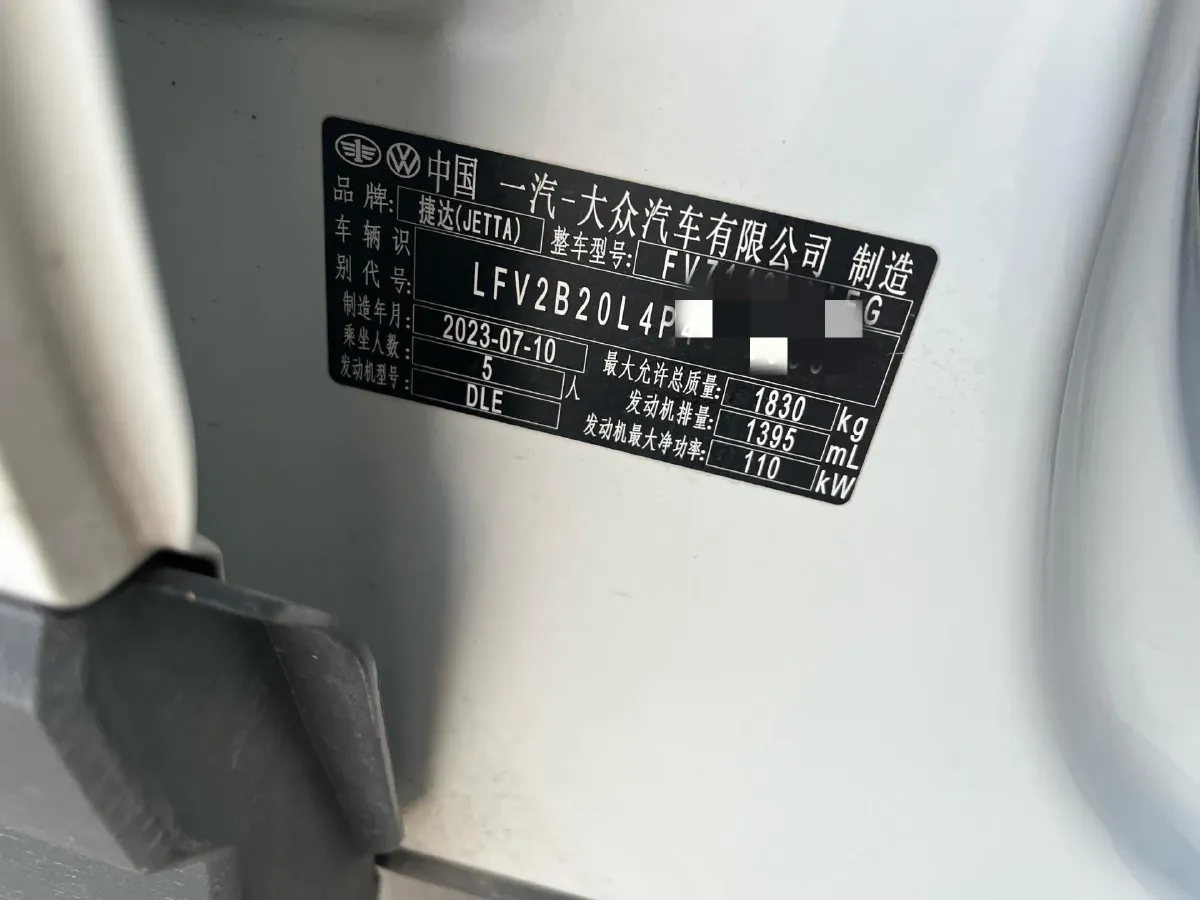 中国 一汽-大众汽车有限公司 制造
品牌: 捷达(JETTA) 整车型号: FV7
车辆识别代号: LFV2B20L4P
制造年月: 2023-07-10 最大允许总质量: 1830 kg
乘坐人数: 5 人 发动机排量: 1395 mL
发动机型号: DLE 发动机最大净功率: 110 kW